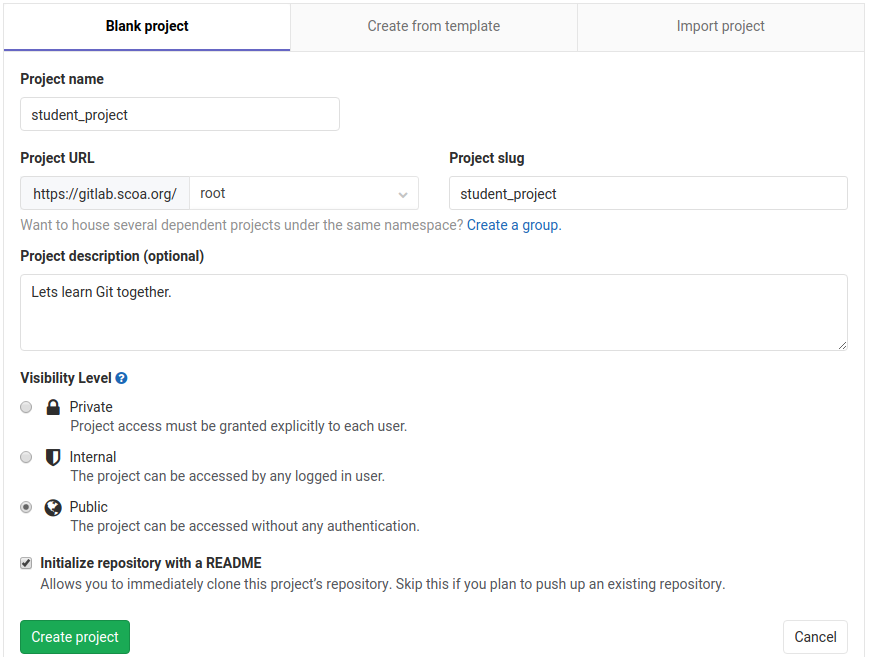 Blank project
Create from template
Import project
Project name
student_project
Project URL
Project slug
https://gitlab.scoa.org/
root
student_project
Want to house several dependent projects under the same namespace? Create a group.
Project description (optional)
Lets learn Git together.
Visibility Level
Private
Project access must be granted explicitly to each user.
Internal
The project can be accessed by any logged in user.
Public
The project can be accessed without any authentication.
Initialize repository with a README
Allows you to immediately clone this project's repository. Skip this if you plan to push up an existing repository.
Create project
Cancel